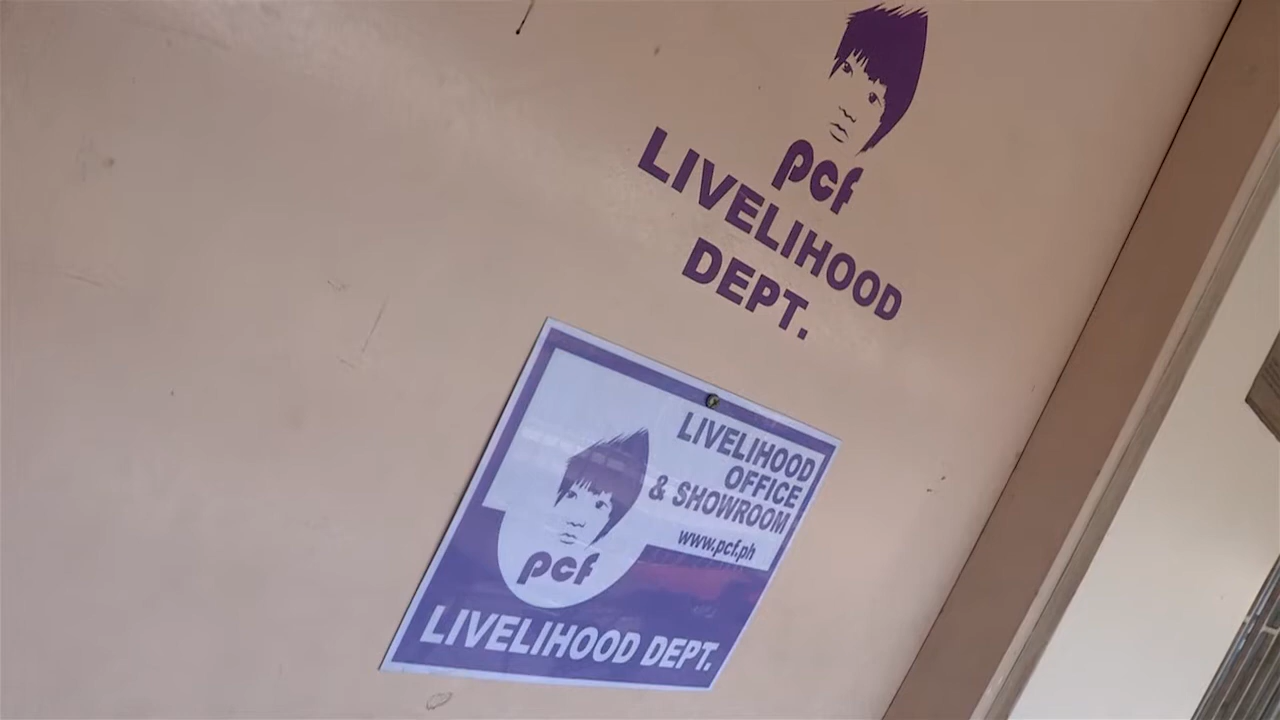 pcf
LIVELIHOOD
DEPT.
LIVELIHOOD
OFFICE
& SHOWROOM
www.pcf.ph
pcf
LIVELIHOOD DEPT.